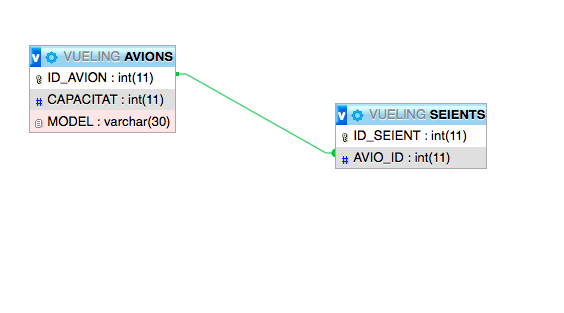 v VUELING AVIONS
ID_AVION : int(11)
# CAPACITAT : int(11)
MODEL : varchar(30)
v VUELING SEIENTS
ID_SEIENT : int(11)
# AVIO_ID : int(11)